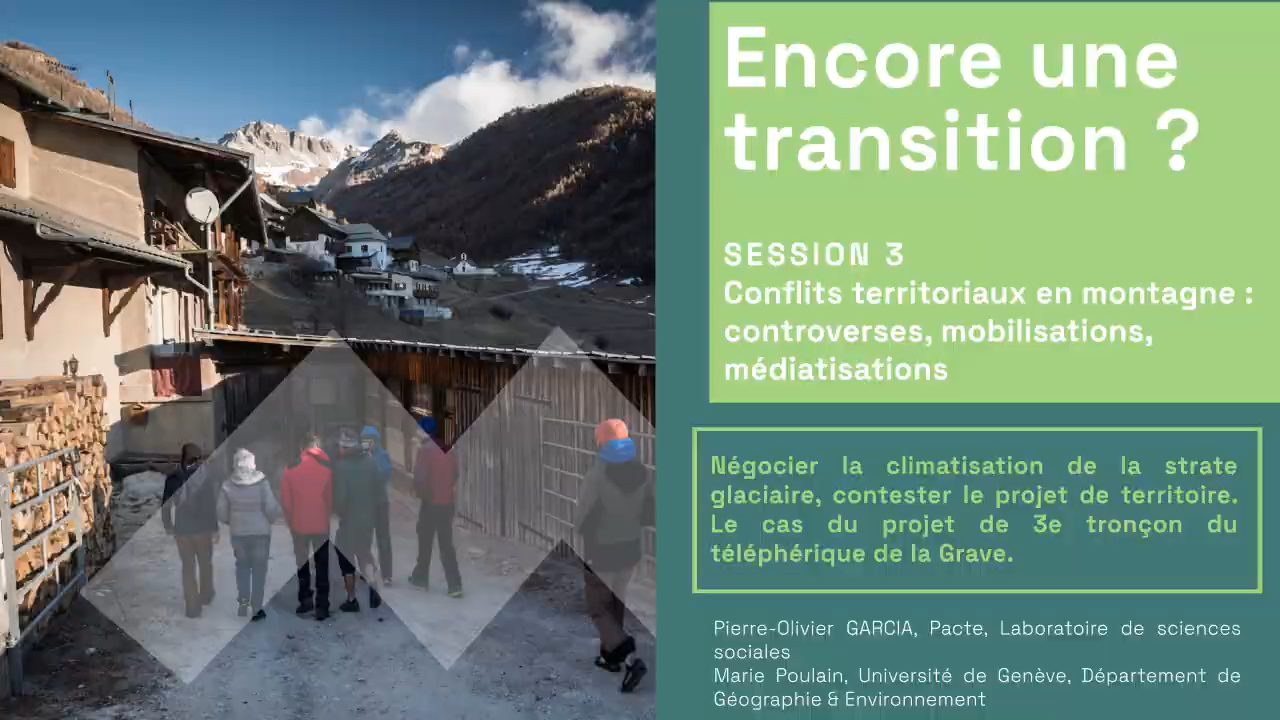 Encore une
transition ?
SESSION 3
Conflits territoriaux en montagne :
controverses, mobilisations,
médiatisations
Négocier la climatisation de la strate
glaciaire, contester le projet de territoire.
Le cas du projet de 3e tronçon du
téléphérique de la Grave.
Pierre-Olivier GARCIA, Pacte, Laboratoire de sciences
sociales
Marie Poulain, Université de Genève, Département de
Géographie & Environnement